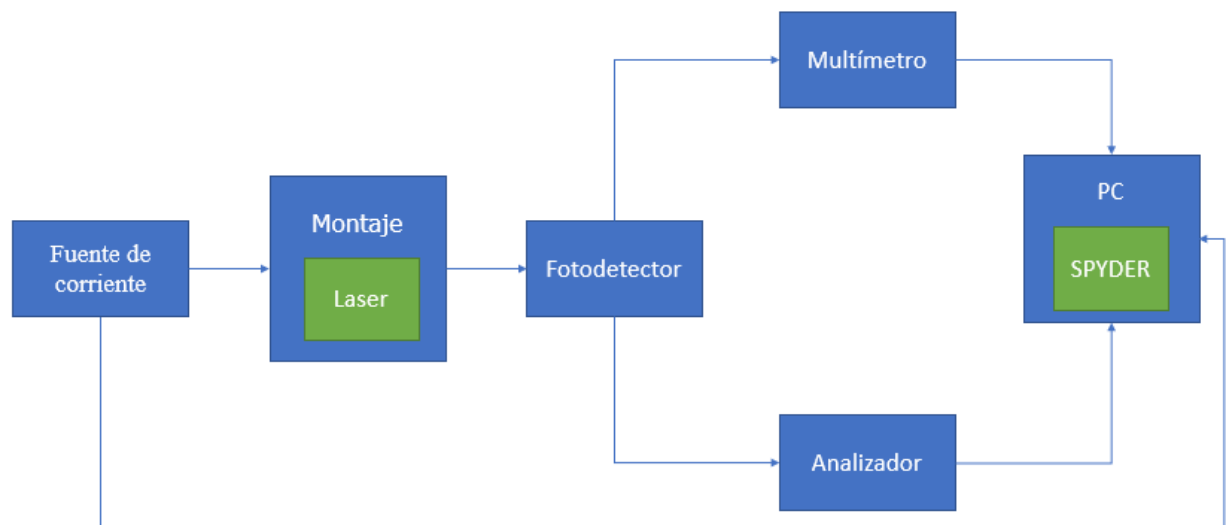 Fuente de
corriente
Montaje
Laser
Fotodetector
Multímetro
Analizador
PC
SPYDER